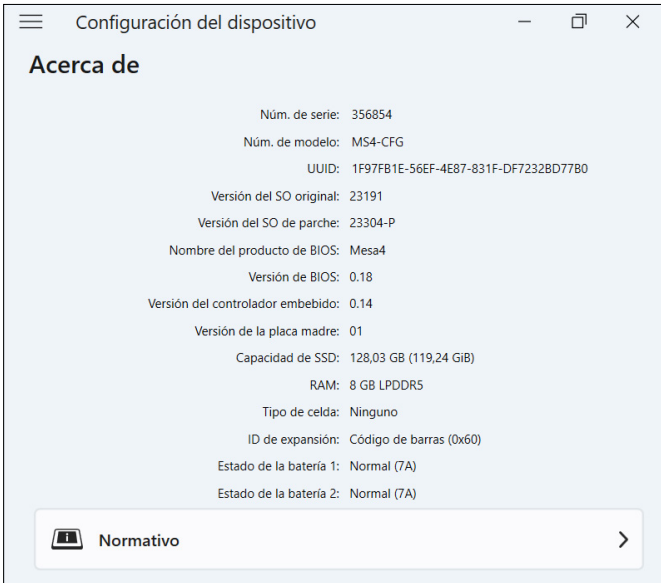 Configuración del dispositivo
Acerca de
Núm. de serie: 356854
Núm. de modelo: MS4-CFG
UUID: 1F97FB1E-56EF-4E87-831F-DF7232BD77B0
Versión del SO original: 23191
Versión del SO de parche: 23304-P
Nombre del producto de BIOS: Mesa4
Versión de BIOS: 0.18
Versión del controlador embebido: 0.14
Versión de la placa madre: 01
Capacidad de SSD: 128,03 GB (119,24 GiB)
RAM: 8 GB LPDDR5
Tipo de celda: Ninguno
ID de expansión: Código de barras (0x60)
Estado de la batería 1: Normal (7A)
Estado de la batería 2: Normal (7A)
Normativo